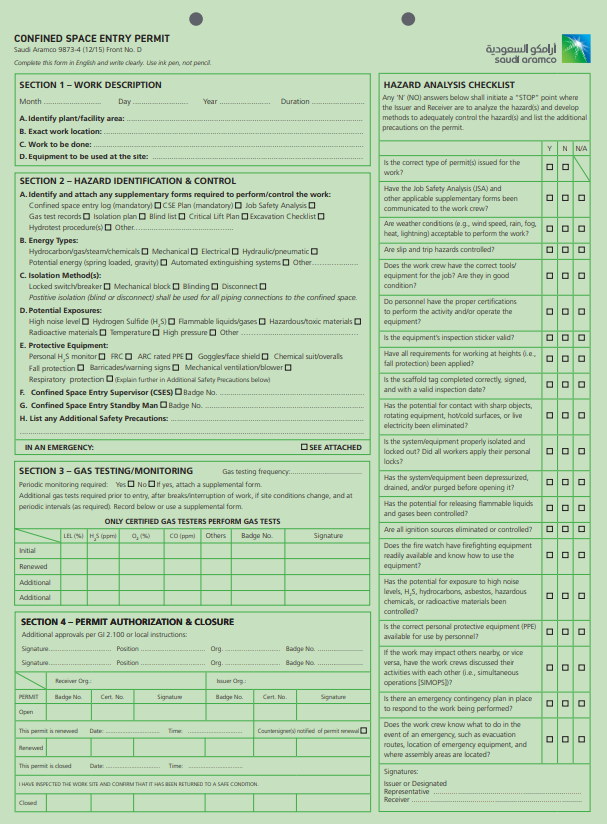 CONFINED SPACE ENTRY PERMIT
Saudi Aramco 9873-4 (12/15) Front No. D
Complete this form in English and write clearly. Use ink pen, not pencil.
أرامكو السعودية
saudi aramco
SECTION 1 – WORK DESCRIPTION
Month ............ Day ............ Year ............ Duration ............
A. Identify plant/facility area: ............
B. Exact work location: ............
C. Work to be done: ............
D. Equipment to be used at the site: ............
SECTION 2 – HAZARD IDENTIFICATION & CONTROL
A. Identify and attach any supplementary forms required to perform/control the work:
Confined space entry log (mandatory) ☐ CSE Plan (mandatory) ☐ Job Safety Analysis ☐
Gas test records ☐ Isolation plan ☐ Blind list ☐ Critical Lift Plan ☐ Excavation Checklist ☐
Hydrotest procedure(s) ☐ Other ............
B. Energy Types:
Hydrocarbon/gas/steam/chemicals ☐ Mechanical ☐ Electrical ☐ Hydraulic/pneumatic ☐
Potential energy (spring loaded, gravity) ☐ Automated extinguishing systems ☐ Other ............
C. Isolation Method(s):
Locked switch/breaker ☐ Mechanical block ☐ Blinding ☐ Disconnect ☐
Positive isolation (blind or disconnect) shall be used for all piping connections to the confined space.
D. Potential Exposures:
High noise level ☐ Hydrogen Sulfide (H2S) ☐ Flammable liquids/gases ☐ Hazardous/toxic materials ☐
Radioactive materials ☐ Temperature ☐ High pressure ☐ Other ............
E. Protective Equipment:
Personal H2S monitor ☐ FRC ☐ ARC rated PPE ☐ Goggles/face shield ☐ Chemical suit/overalls
Fall protection ☐ Barricades/warning signs ☐ Mechanical ventilation/blower ☐
Respiratory protection ☐ (Explain further in Additional Safety Precautions below)
F. Confined Space Entry Supervisor (CSES) ☐ Badge No. ............
G. Confined Space Entry Standby Man ☐ Badge No. ............
H. List any Additional Safety Precautions: ............
IN AN EMERGENCY: ☐ SEE ATTACHED
SECTION 3 – GAS TESTING/MONITORING Gas testing frequency: ............
Periodic monitoring required: Yes ☐ No ☐ If yes, attach a supplemental form.
Additional gas tests required prior to entry, after breaks/interruption of work, if site conditions change, and at
periodic intervals (as required). Record below or use a supplemental form.
ONLY CERTIFIED GAS TESTERS PERFORM GAS TESTS
LEL (%) H2S (ppm) O2 (%) CO (ppm) Others Badge No. Signature
Initial
Renewed
Additional
Additional
SECTION 4 – PERMIT AUTHORIZATION & CLOSURE
Additional approvals per GI 2.100 or local instructions:
Signature ............ Position ............ Org. ............ Badge No. ............
Signature ............ Position ............ Org. ............ Badge No. ............
Receiver Org.: Issuer Org.:
PERMIT Badge No. Cert. No. Signature Badge No. Cert. No. Signature
Open
This permit is renewed Date: ............ Time: ............ Countersigner(s) notified of permit renewal ☐
Renewed
This permit is closed Date: ............ Time: ............
I HAVE INSPECTED THE WORK SITE AND CONFIRM THAT IT HAS BEEN RETURNED TO A SAFE CONDITION.
Closed
HAZARD ANALYSIS CHECKLIST
Any 'N' (NO) answers below shall initiate a "STOP" point where
the Issuer and Receiver are to analyze the hazard(s) and develop
methods to adequately control the hazard(s) and list the additional
precautions on the permit.
Y N N/A
Is the correct type of permit(s) issued for the
work?
Have the Job Safety Analysis (JSA) and
other applicable supplementary forms been
communicated to the work crew?
Are weather conditions (e.g., wind speed, rain, fog,
heat, lightning) acceptable to perform the work?
Are slip and trip hazards controlled?
Does the work crew have the correct tools/
equipment for the job? Are they in good
condition?
Do personnel have the proper certifications
to perform the activity and/or operate the
equipment?
Is the equipment's inspection sticker valid?
Have all requirements for working at heights (i.e.,
fall protection) been applied?
Is the scaffold tag completed correctly, signed,
and with a valid inspection date?
Has the potential for contact with sharp objects,
rotating equipment, hot/cold surfaces, or live
electricity been eliminated?
Is the system/equipment properly isolated and
locked out? Did all workers apply their personal
locks?
Has the system/equipment been depressurized,
drained, and/or purged before opening it?
Has the potential for releasing flammable liquids
and gases been controlled?
Are all ignition sources eliminated or controlled?
Does the fire watch have firefighting equipment
readily available and know how to use the
equipment?
Has the potential for exposure to high noise
levels, H2S, hydrocarbons, asbestos, hazardous
chemicals, or radioactive materials been
controlled?
Is the correct personal protective equipment (PPE)
available for use by personnel?
If the work may impact others nearby, or vice
versa, have the work crews discussed their
activities with each other (i.e., simultaneous
operations [SIMOPS])?
Is there an emergency contingency plan in place
to respond to the work being performed?
Does the work crew know what to do in the
event of an emergency, such as evacuation
routes, location of emergency equipment, and
where assembly areas are located?
Signatures:
Issuer or Designated
Representative ............
Receiver ............